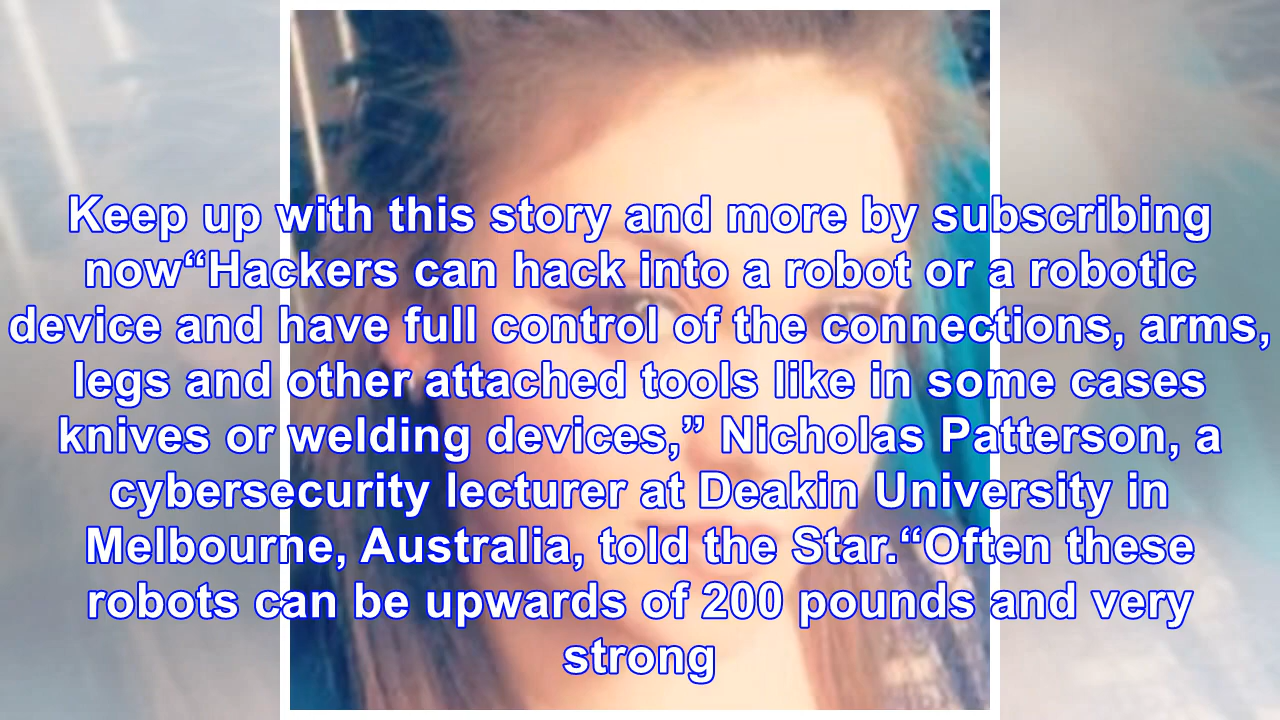 Keep up with this story and more by subscribing
now“Hackers can hack into a robot or a robotic
device and have full control of the connections, arms,
legs and other attached tools like in some cases
knives or welding devices,” Nicholas Patterson, a
cybersecurity lecturer at Deakin University in
Melbourne, Australia, told the Star.“Often these
robots can be upwards of 200 pounds and very
strong